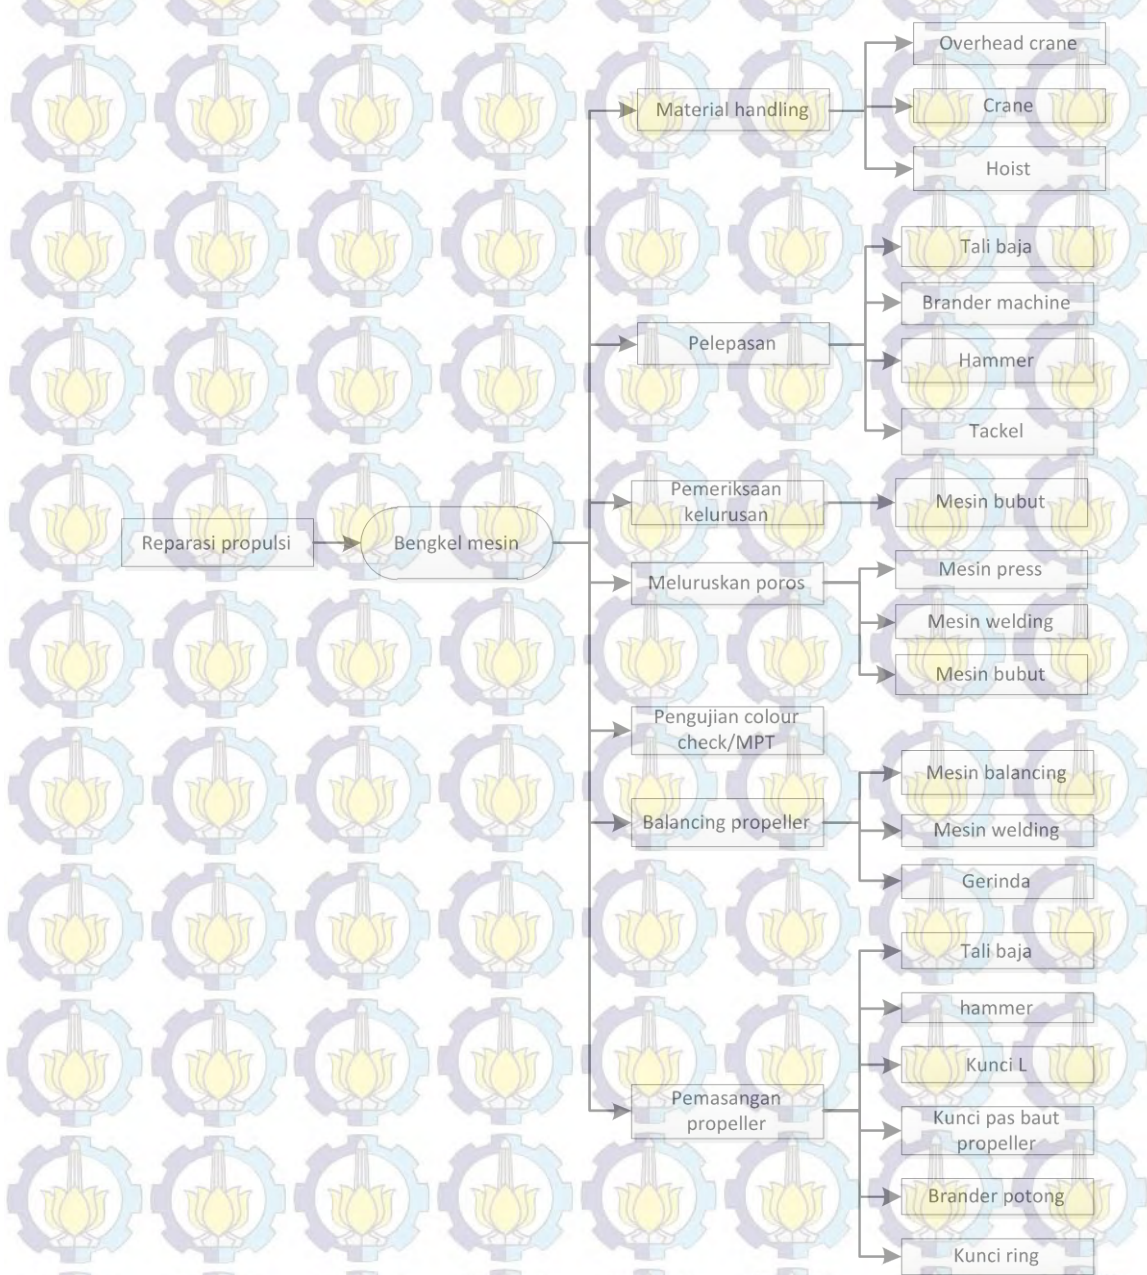 Reparasi propulsi
Bengkel mesin
Material handling
Overhead crane
Crane
Hoist
Pelepasan
Tali baja
Brander machine
Hammer
Tackel
Pemeriksaan
kelurusan
Mesin bubut
Meluruskan poros
Mesin press
Mesin welding
Mesin bubut
Pengujian colour
check/MPT
Balancing propeller
Mesin balancing
Mesin welding
Gerinda
Pemasangan
propeller
Tali baja
hammer
Kunci L
Kunci pas baut
propeller
Brander potong
Kunci ring